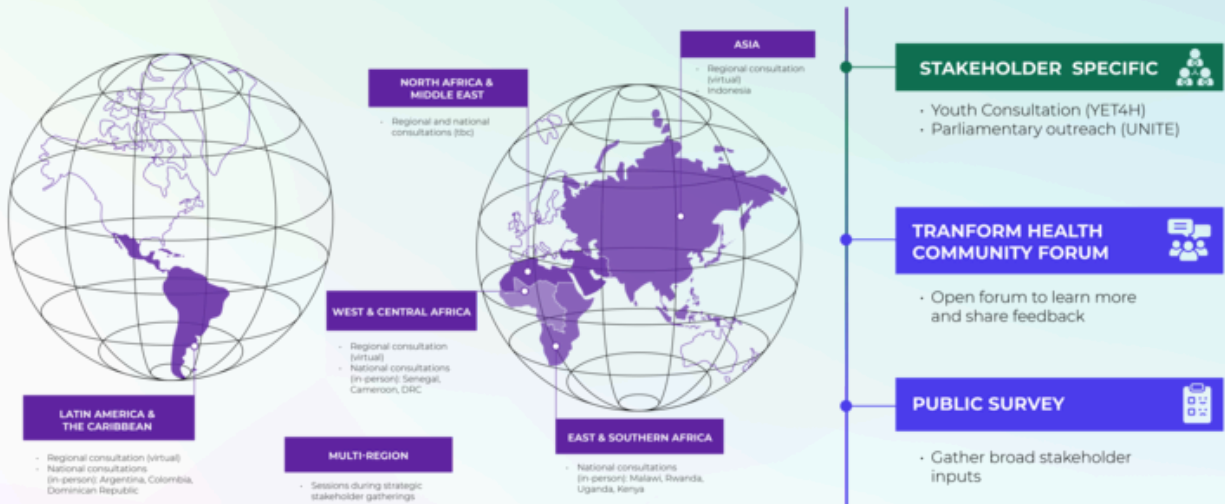 ASIA
· Regional consultation
(virtual)
· Indonesia
NORTH AFRICA &
MIDDLE EAST
· Regional and national
consultations (tbc)
WEST & CENTRAL AFRICA
· Regional consultation
(virtual)
· National consultations
(in-person): Senegal,
Cameroon, DRC
LATIN AMERICA &
THE CARIBBEAN
· Regional consultation (virtual)
· National consultations
(in-person): Argentina, Colombia,
Dominican Republic
MULTI-REGION
· Sessions during strategic
stakeholder gatherings
EAST & SOUTHERN AFRICA
· National consultations
(in-person): Malawi, Rwanda,
Uganda, Kenya
STAKEHOLDER SPECIFIC
· Youth Consultation (YET4H)
· Parliamentary outreach (UNITE)
TRANFORM HEALTH
COMMUNITY FORUM
· Open forum to learn more
and share feedback
PUBLIC SURVEY
· Gather broad stakeholder
inputs